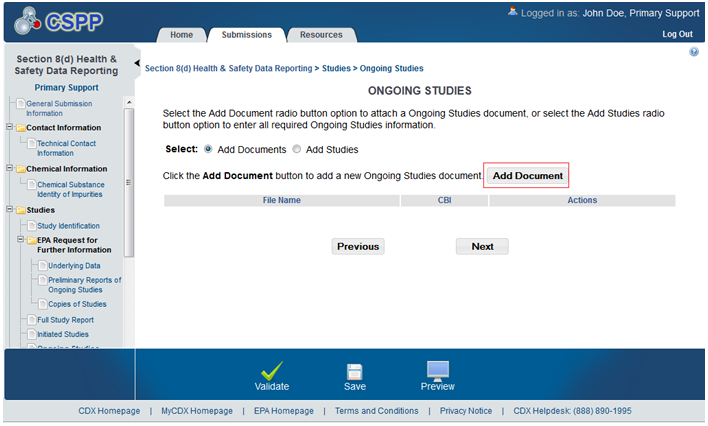 CSPP
Logged in as: John Doe, Primary Support
Home
Submissions
Resources
Log Out
Section 8(d) Health &
Safety Data Reporting
Primary Support
General Submission
Information
Contact Information
Technical Contact
Information
Chemical Information
Chemical Substance
Identity of Impurities
Studies
Study Identification
EPA Request for
Further Information
Underlying Data
Preliminary Reports of
Ongoing Studies
Copies of Studies
Full Study Report
Initiated Studies
Ongoing Studies
Section 8(d) Health & Safety Data Reporting > Studies > Ongoing Studies
ONGOING STUDIES
Select the Add Document radio button option to attach a Ongoing Studies document, or select the Add Studies radio
button option to enter all required Ongoing Studies information.
Select: Add Documents Add Studies
Click the Add Document button to add a new Ongoing Studies document. Add Document
File Name CBI Actions
Previous Next
Validate Save Preview
CDX Homepage | MyCDX Homepage | EPA Homepage | Terms and Conditions | Privacy Notice | CDX Helpdesk: (888) 890-1995